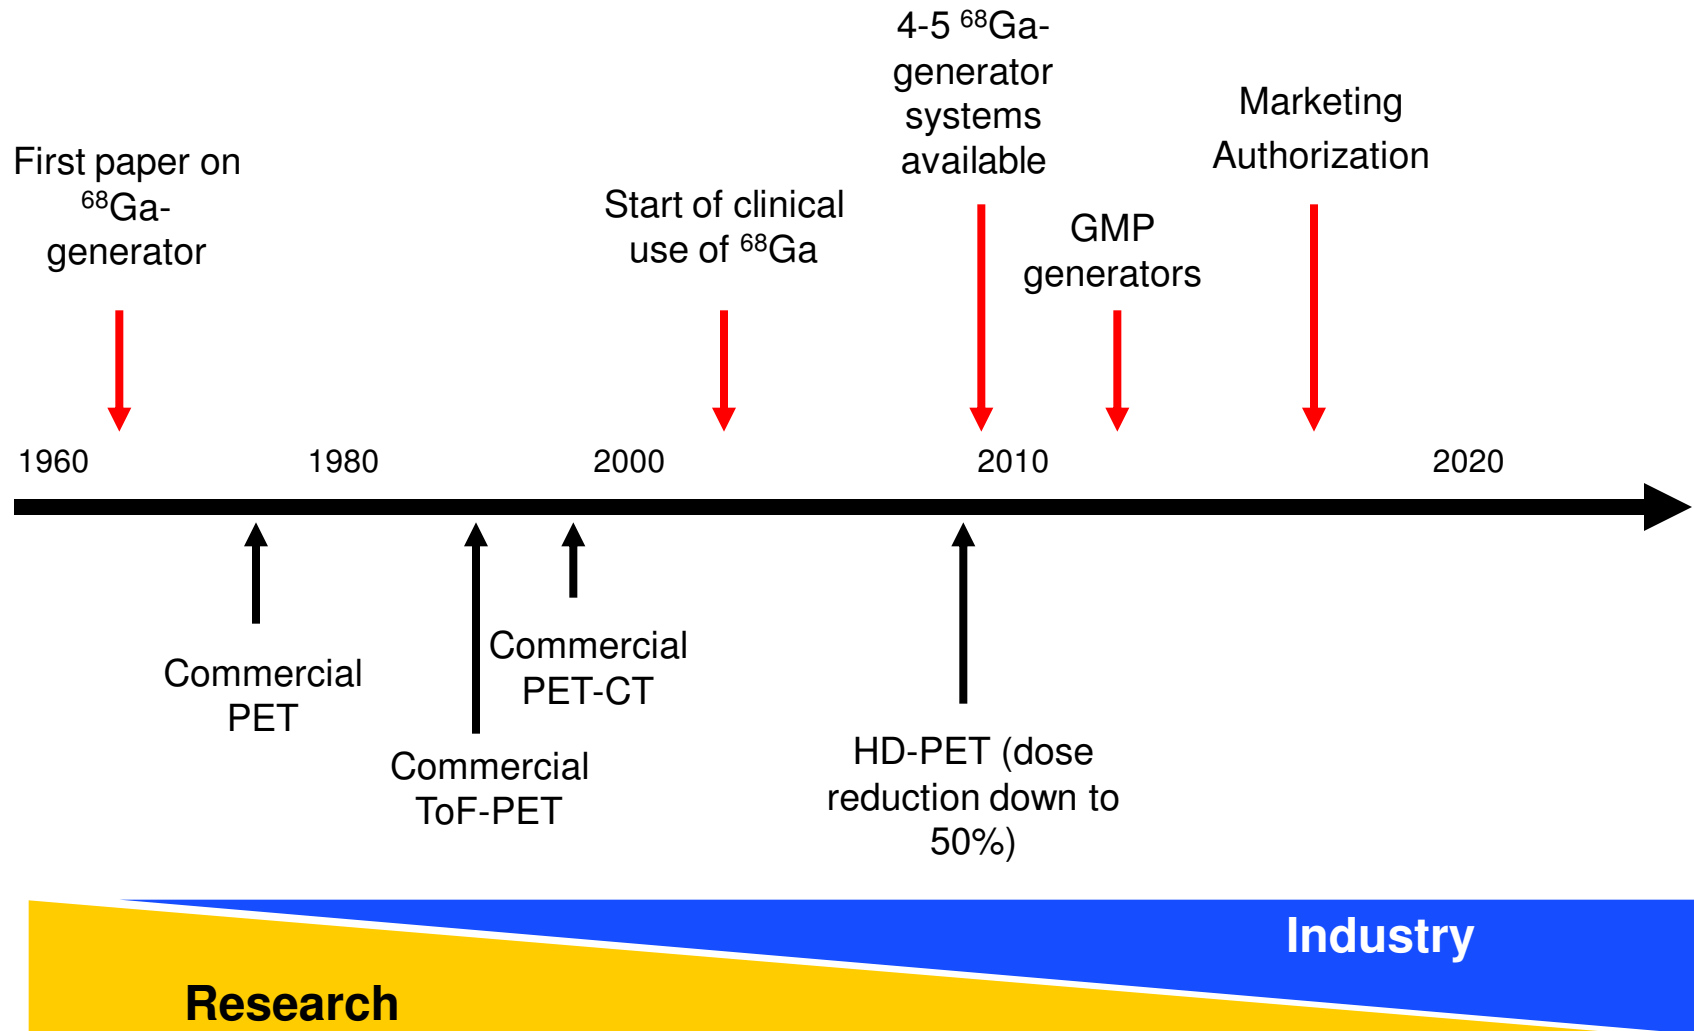 First paper on
⁶⁸Ga-
generator
Start of clinical
use of ⁶⁸Ga
4-5 ⁶⁸Ga-
generator
systems
available
GMP
generators
Marketing
Authorization
1960
1980
2000
2010
2020
Commercial
PET
Commercial
ToF-PET
Commercial
PET-CT
HD-PET (dose
reduction down to
50%)
Industry
Research